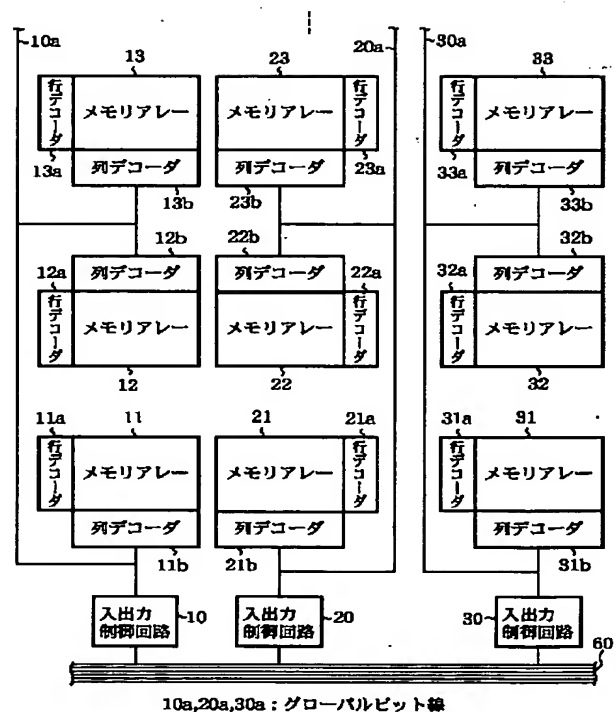 10a 20a 30a
13 23 33
行デコーダ メモリアレー メモリアレー 行デコーダ 行デコーダ メモリアレー
13a 列デコーダ 列デコーダ 23a 33a 列デコーダ
13b 23b 33b
12b 22b 32b
12a 列デコーダ 列デコーダ 22a 32a 列デコーダ
行デコーダ メモリアレー メモリアレー 行デコーダ 行デコーダ メモリアレー
12 22 32
11a 11 21 21a 31a 31
行デコーダ メモリアレー メモリアレー 行デコーダ 行デコーダ メモリアレー
列デコーダ 列デコーダ 列デコーダ
11b 21b 31b
入出力 10 入出力 20 30 入出力
制御回路 制御回路 制御回路
60
10a,20a,30a:グローバルビット線